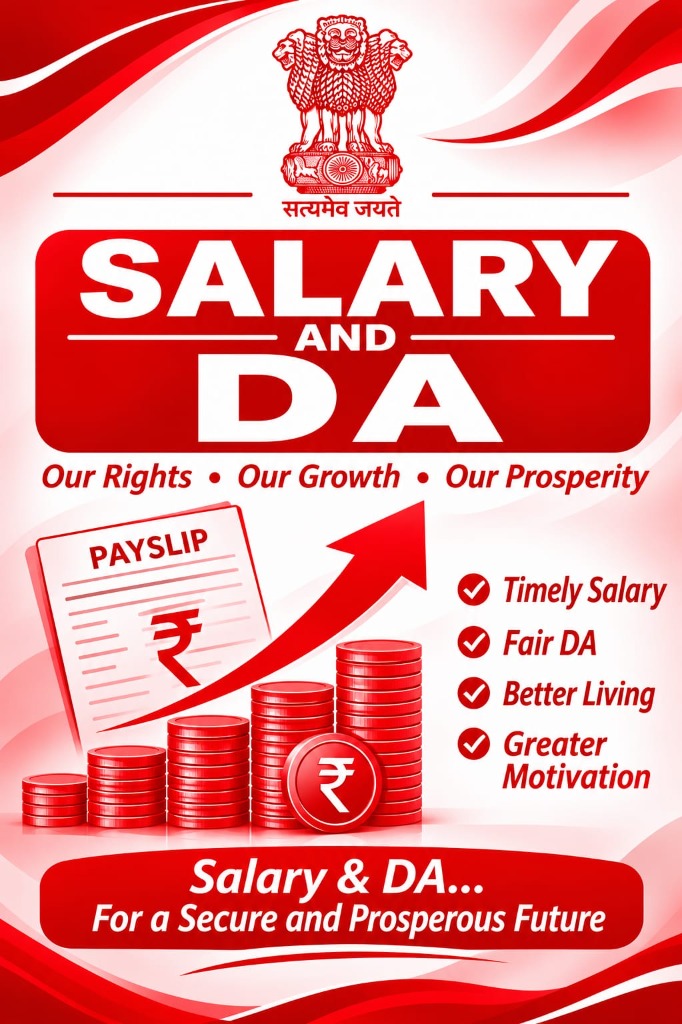 सत्यमेव जयते
SALARY
AND
DA
Our Rights • Our Growth • Our Prosperity
PAYSLIP
₹
Timely Salary
Fair DA
Better Living
Greater
Motivation
₹
Salary & DA...
For a Secure and Prosperous Future